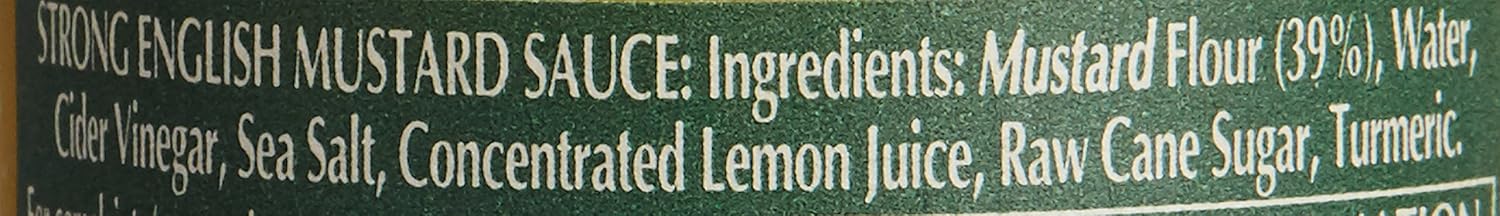 STRONG ENGLISH MUSTARD SAUCE: Ingredients: Mustard Flour (39%), Water,
Cider Vinegar, Sea Salt, Concentrated Lemon Juice, Raw Cane Sugar, Turmeric.